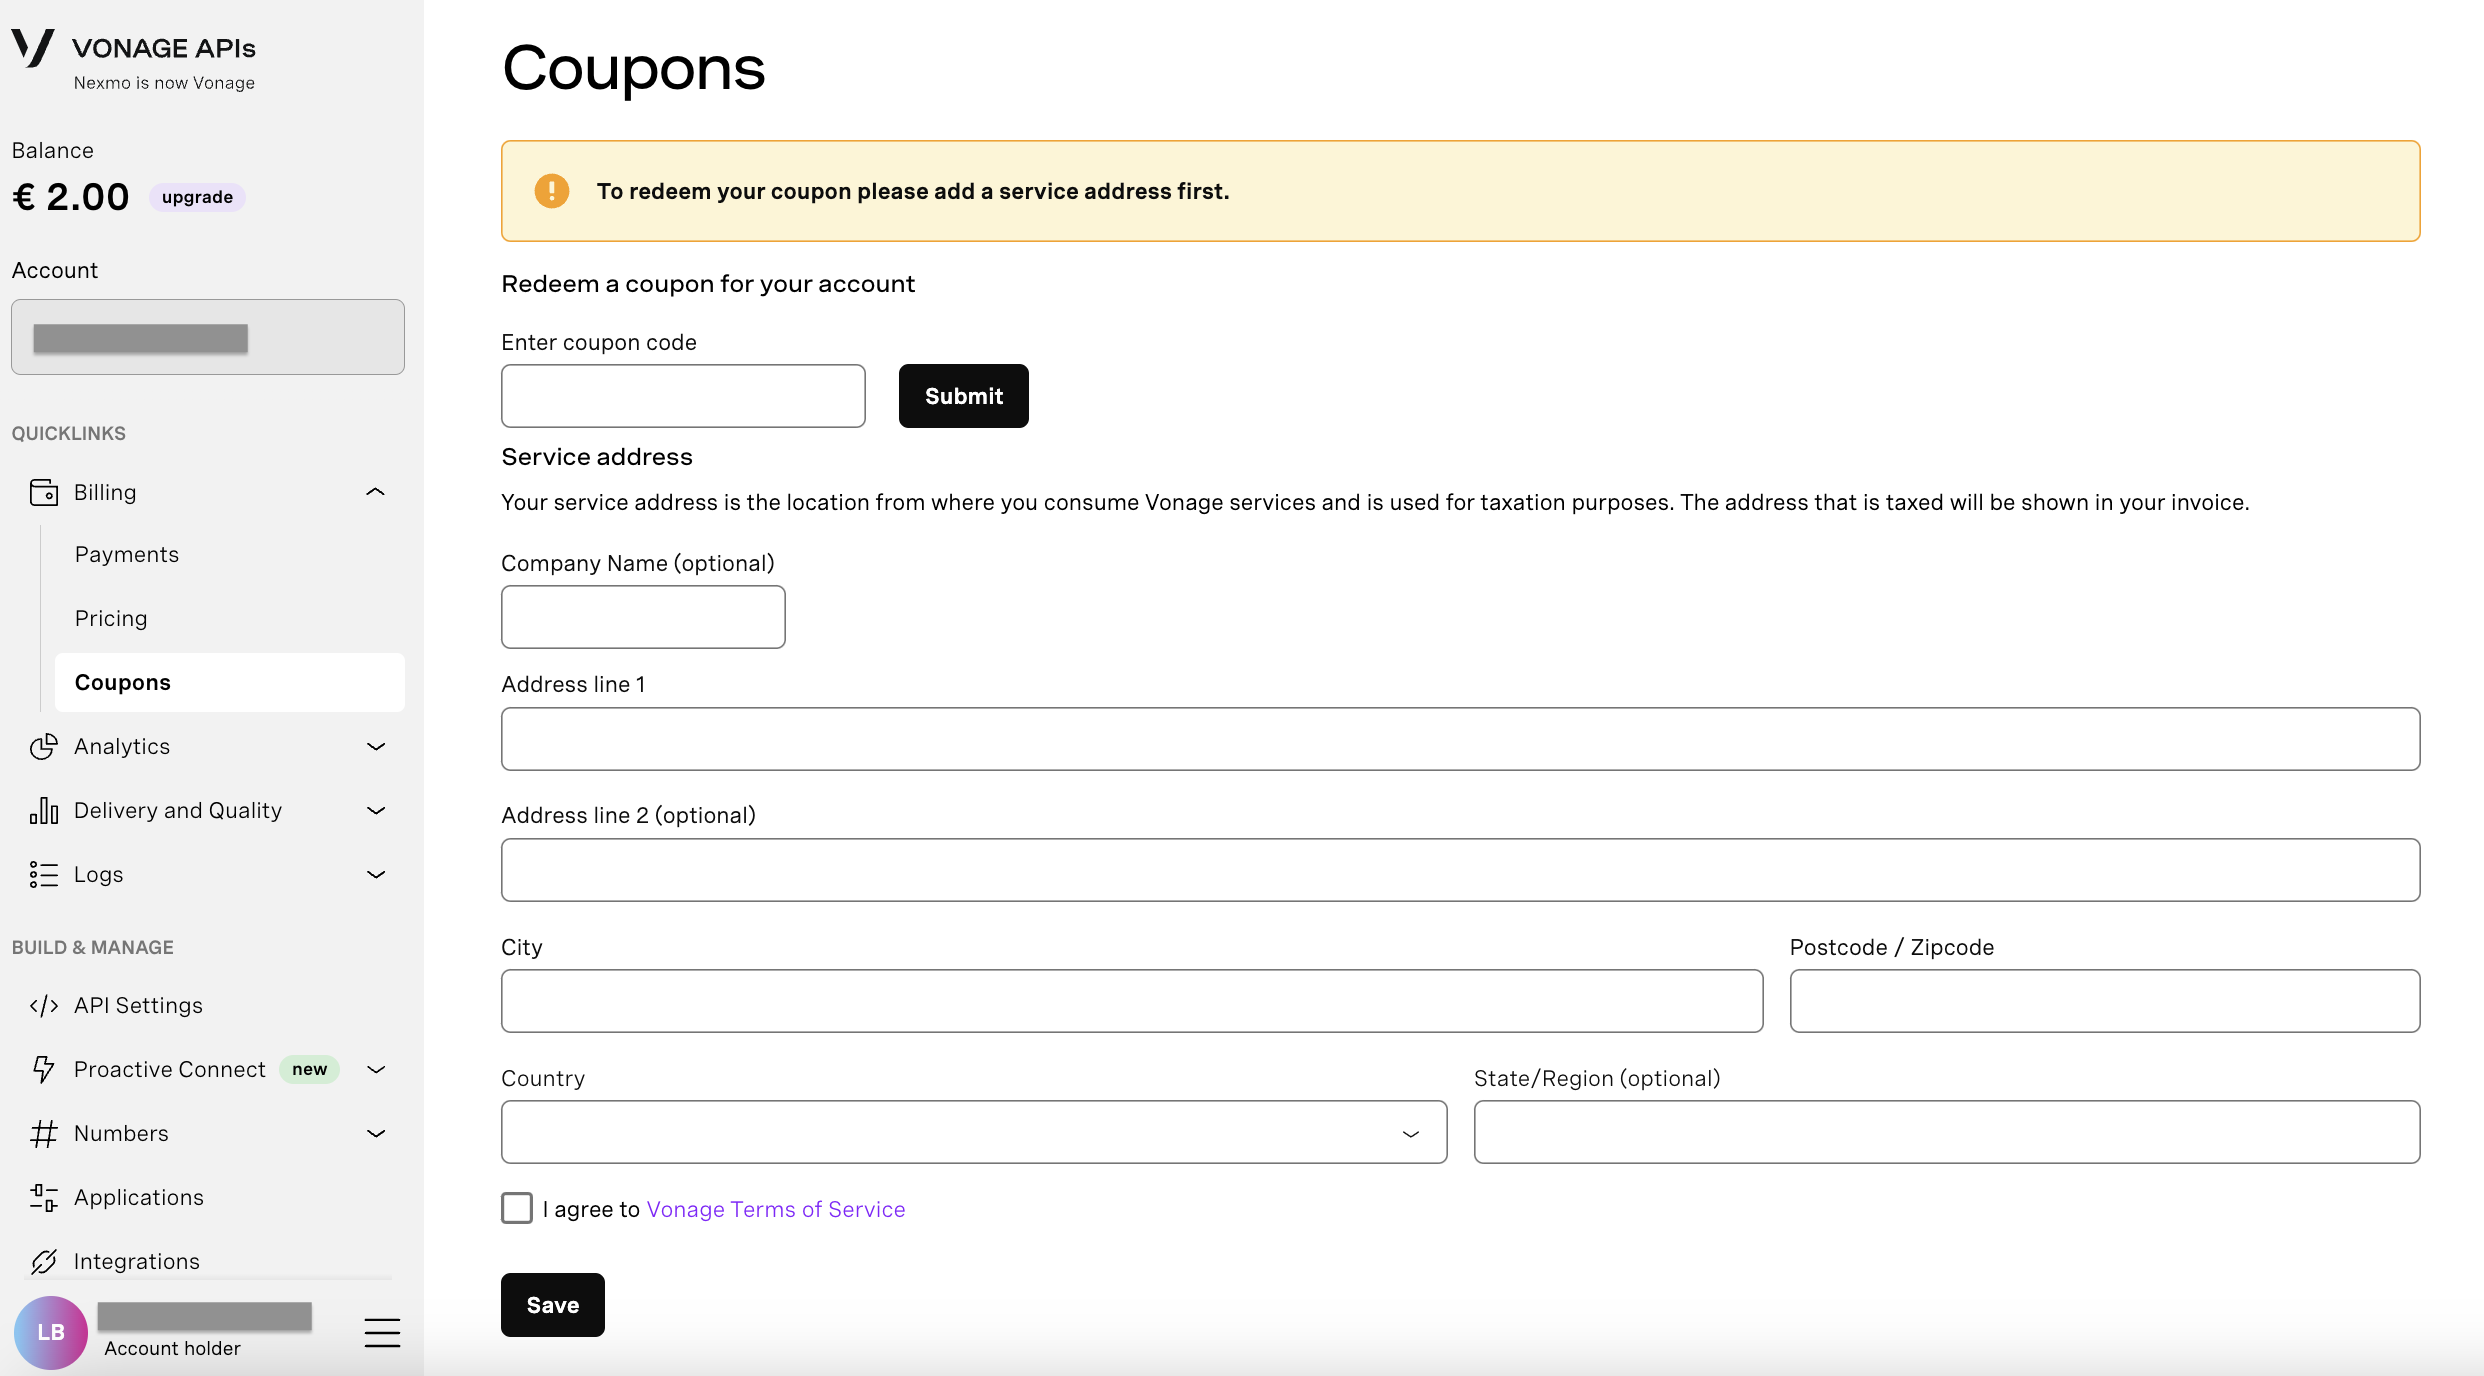 VONAGE APIs
Nexmo is now Vonage
Balance
€ 2.00 upgrade
Account
QUICKLINKS
Billing
Payments
Pricing
Coupons
Analytics
Delivery and Quality
Logs
BUILD & MANAGE
API Settings
Proactive Connect new
Numbers
Applications
Integrations
LB
Account holder
Coupons
To redeem your coupon please add a service address first.
Redeem a coupon for your account
Enter coupon code
Submit
Service address
Your service address is the location from where you consume Vonage services and is used for taxation purposes. The address that is taxed will be shown in your invoice.
Company Name (optional)
Address line 1
Address line 2 (optional)
City
Postcode / Zipcode
Country
State/Region (optional)
I agree to Vonage Terms of Service
Save